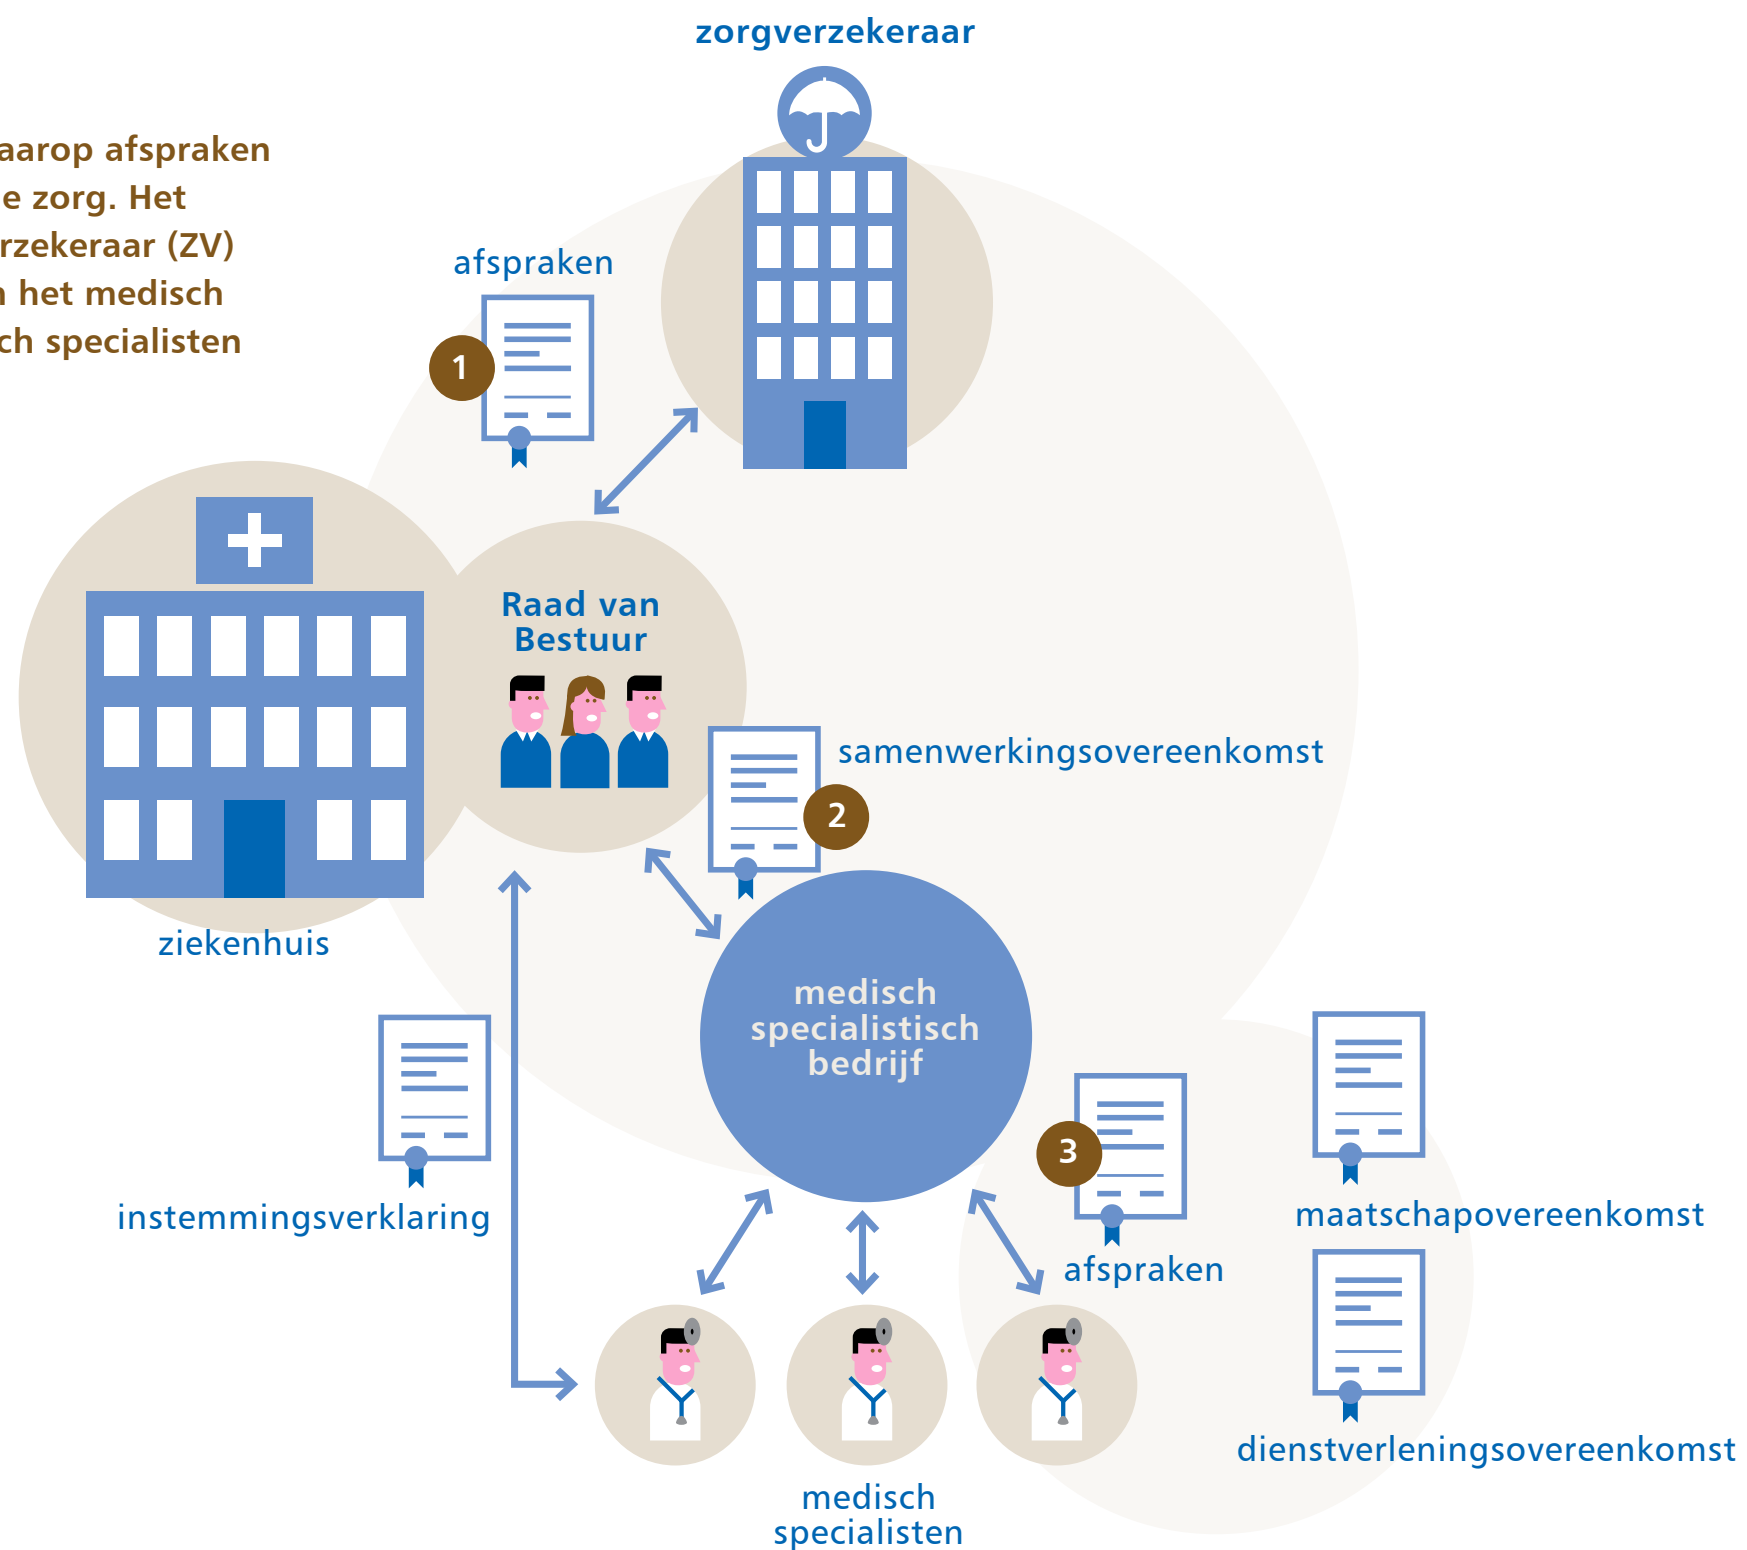 zorgverzekeraar
aarop afspraken
e zorg. Het
rzekeraar (ZV)
n het medisch
ch specialisten
afspraken
1
Raad van
Bestuur
samenwerkingsovereenkomst
2
ziekenhuis
medisch
specialistisch
bedrijf
3
instemmingsverklaring
maatschapovereenkomst
afspraken
dienstverleningsovereenkomst
medisch
specialisten